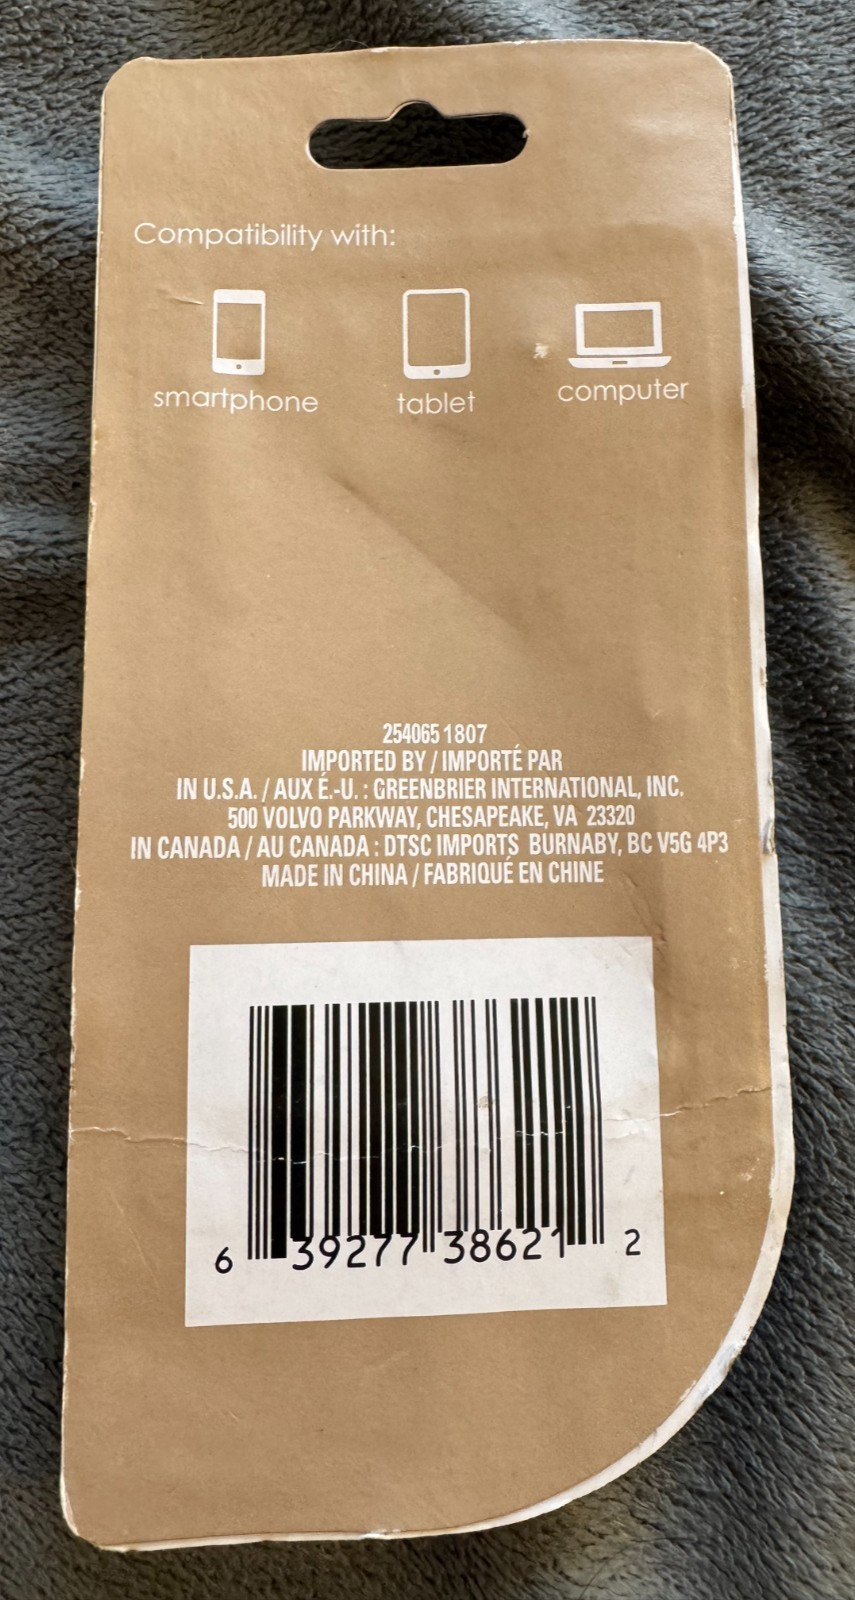 Compatibility with:
smartphone tablet computer
254065 1807
IMPORTED BY / IMPORTÉ PAR
IN U.S.A. / AUX É.-U. : GREENBRIER INTERNATIONAL, INC.
500 VOLVO PARKWAY, CHESAPEAKE, VA 23320
IN CANADA / AU CANADA : DTSC IMPORTS BURNABY, BC V5G 4P3
MADE IN CHINA / FABRIQUÉ EN CHINE
6 39277 38621 2